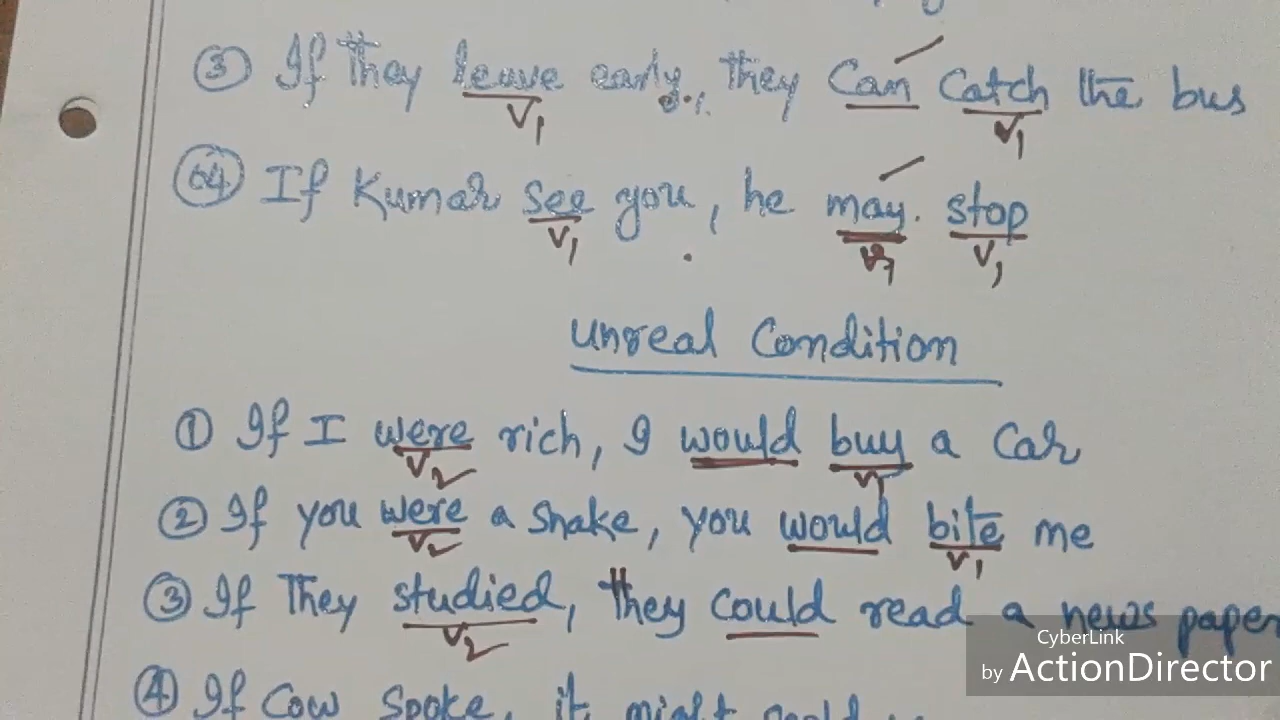 ③ If They leave early, they Can Catch the bus
V1 V1
04 If Kumar see you, he may. stop
V1 V1
Unreal Condition
① If I were rich, I would buy a Car
V2 V1
② If you were a snake, you would bite me
V2 V1
③ If They studied, they could read a news paper
V2
④ If Cow spoke, it might
CyberLink
by ActionDirector